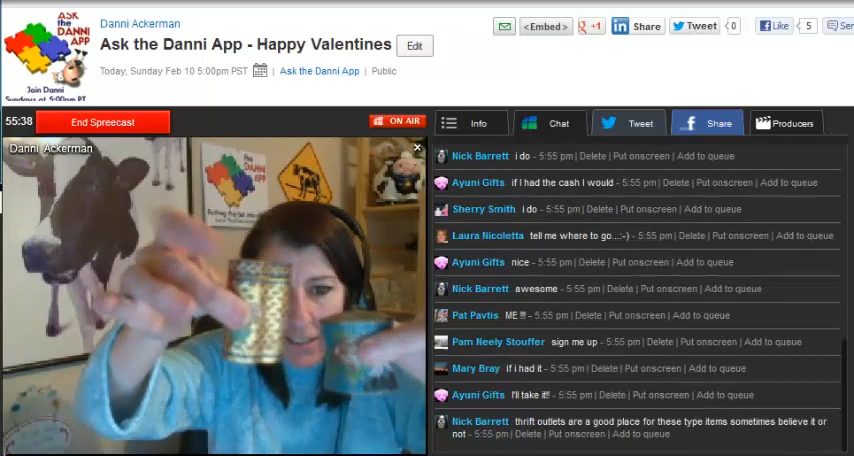 ASK
the
DANNI
APP
Join Danni
Sundays at 5:00pm PT
Danni Ackerman
Ask the Danni App - Happy Valentines
Edit
Today, Sunday Feb 10 5:00pm PST | Ask the Danni App | Public
<Embed>
+1
Share
Tweet
0
Like
5
Sen
55:38
End Spreecast
ON AIR
Info
Chat
Tweet
Share
Producers
Danni Ackerman
Nick Barrett i do - 5:55 pm | Delete | Put onscreen | Add to queue
Ayuni Gifts if I had the cash I would - 5:55 pm | Delete | Put onscreen | Add to queue
Sherry Smith i do - 5:55 pm | Delete | Put onscreen | Add to queue
Laura Nicoletta tell me where to go...:-) - 5:55 pm | Delete | Put onscreen | Add to queue
Ayuni Gifts nice - 5:55 pm | Delete | Put onscreen | Add to queue
Nick Barrett awesome - 5:55 pm | Delete | Put onscreen | Add to queue
Pat Pavtis ME !!! - 5:55 pm | Delete | Put onscreen | Add to queue
Pam Neely Stouffer sign me up - 5:55 pm | Delete | Put onscreen | Add to queue
Mary Bray if i had it - 5:55 pm | Delete | Put onscreen | Add to queue
Ayuni Gifts I'll take it!! - 5:55 pm | Delete | Put onscreen | Add to queue
Nick Barrett thrift outlets are a good place for these type items sometimes believe it or
not - 5:55 pm | Delete | Put onscreen | Add to queue